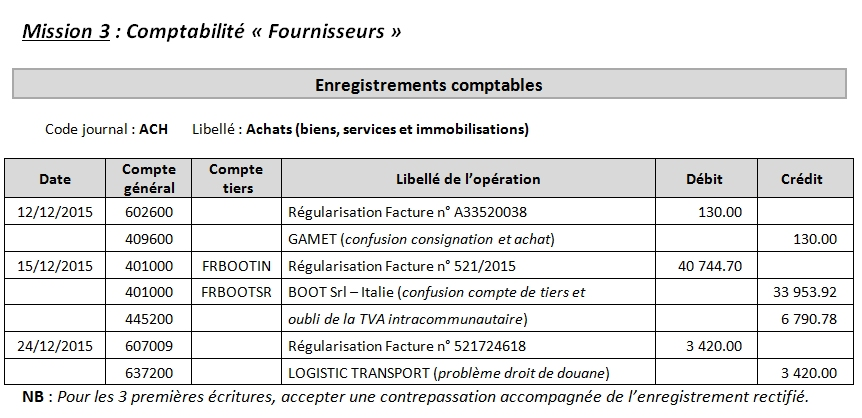 Mission 3 : Comptabilité « Fournisseurs »
Enregistrements comptables
Code journal : ACH Libellé : Achats (biens, services et immobilisations)
Date Compte général Compte tiers Libellé de l’opération Débit Crédit
12/12/2015 602600 Régularisation Facture n° A33520038 130.00
409600 GAMET (confusion consignation et achat) 130.00
15/12/2015 401000 FRBOOTIN Régularisation Facture n° 521/2015 40 744.70
401000 FRBOOTSR BOOT Srl – Italie (confusion compte de tiers et 33 953.92
445200 oubli de la TVA intracommunautaire) 6 790.78
24/12/2015 607009 Régularisation Facture n° 521724618 3 420.00
637200 LOGISTIC TRANSPORT (problème droit de douane) 3 420.00
NB : Pour les 3 premières écritures, accepter une contrepassation accompagnée de l’enregistrement rectifié.